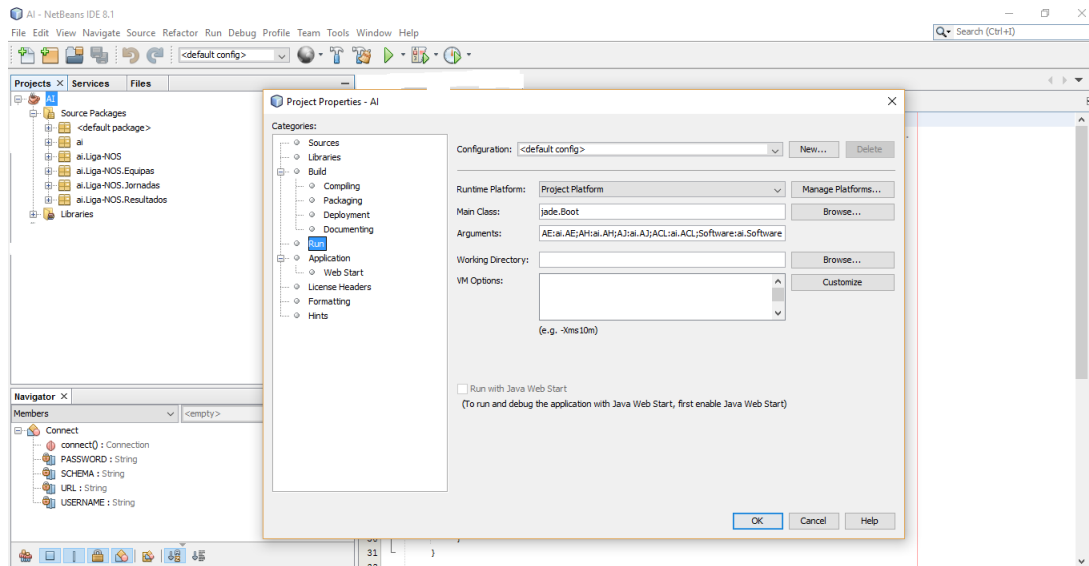 AI - NetBeans IDE 8.1
File Edit View Navigate Source Refactor Run Debug Profile Team Tools Window Help
Search (Ctrl+I)
<default config>
Projects Services Files
AI
Source Packages
<default package>
ai
ai.Liga-NOS
ai.Liga-NOS.Equipas
ai.Liga-NOS.Jornadas
ai.Liga-NOS.Resultados
Libraries
Navigator
Members
<empty>
Connect
connect() : Connection
PASSWORD : String
SCHEMA : String
URL : String
USERNAME : String
Project Properties - AI
Categories:
Sources
Libraries
Build
Compiling
Packaging
Deployment
Documenting
Run
Application
Web Start
License Headers
Formatting
Hints
Configuration: <default config> New... Delete
Runtime Platform: Project Platform Manage Platforms...
Main Class: jade.Boot Browse...
Arguments: AE:ai.AE;AH:ai.AH;AJ:ai.AJ;ACL:ai.ACL;Software:ai.Software
Working Directory: Browse...
VM Options: Customize
(e.g. -Xms10m)
Run with Java Web Start
(To run and debug the application with Java Web Start, first enable Java Web Start)
OK Cancel Help
31 }